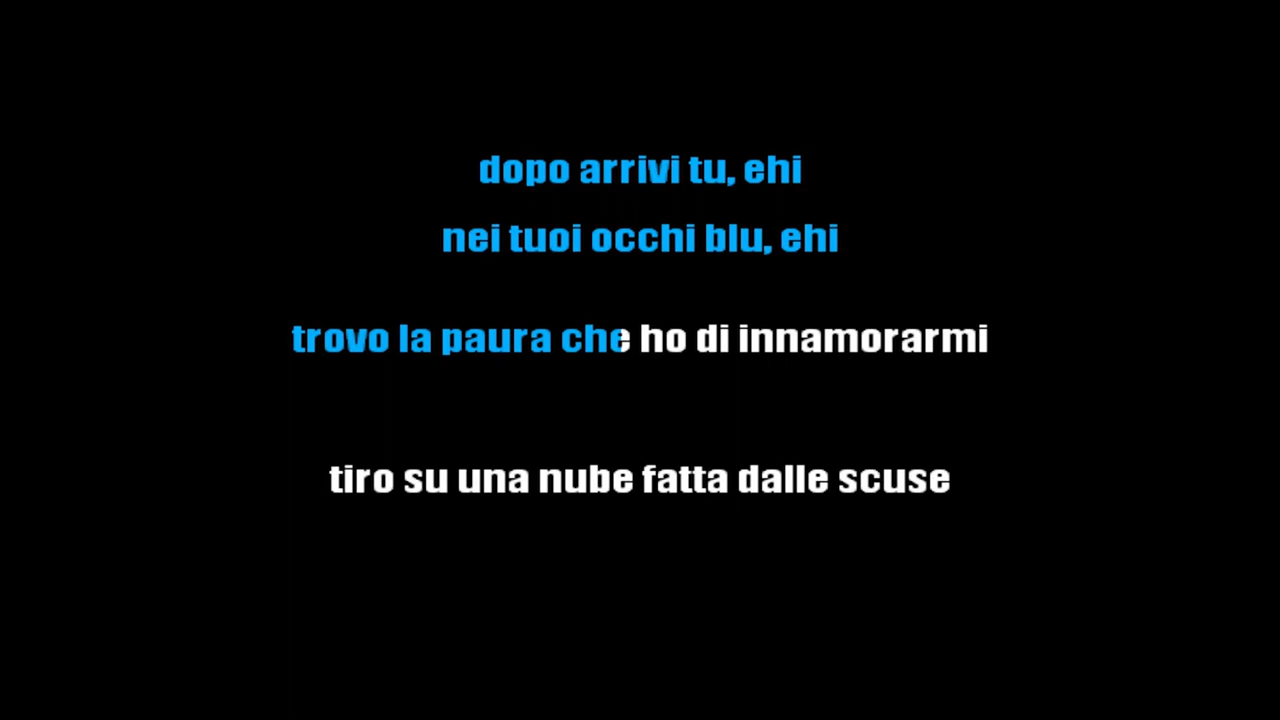 dopo arrivi tu, ehi
nei tuoi occhi blu, ehi
trovo la paura che ho di innamorarmi
tiro su una nube fatta dalle scuse